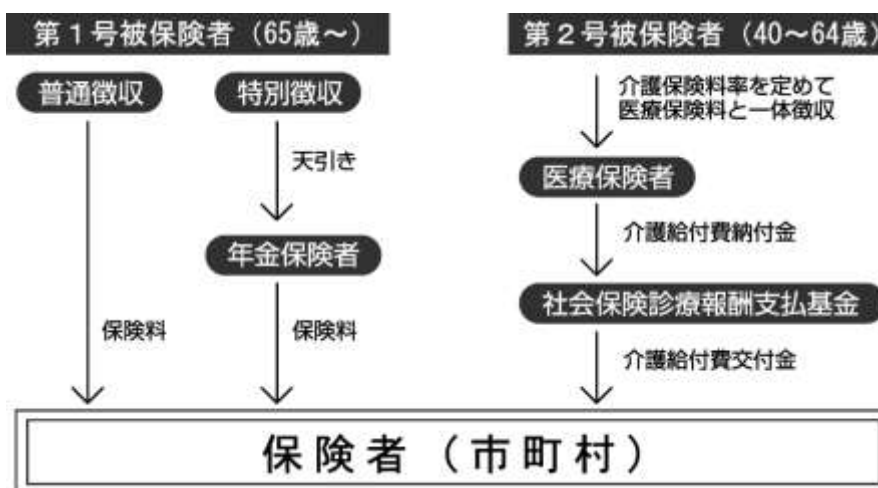 第1号被保険者（65歳～）
普通徴収
特別徴収
天引き
年金保険者
保険料
保険料
第2号被保険者（40～64歳）
介護保険料率を定めて
医療保険料と一体徴収
医療保険者
介護給付費納付金
社会保険診療報酬支払基金
介護給付費交付金
保険者（市町村）